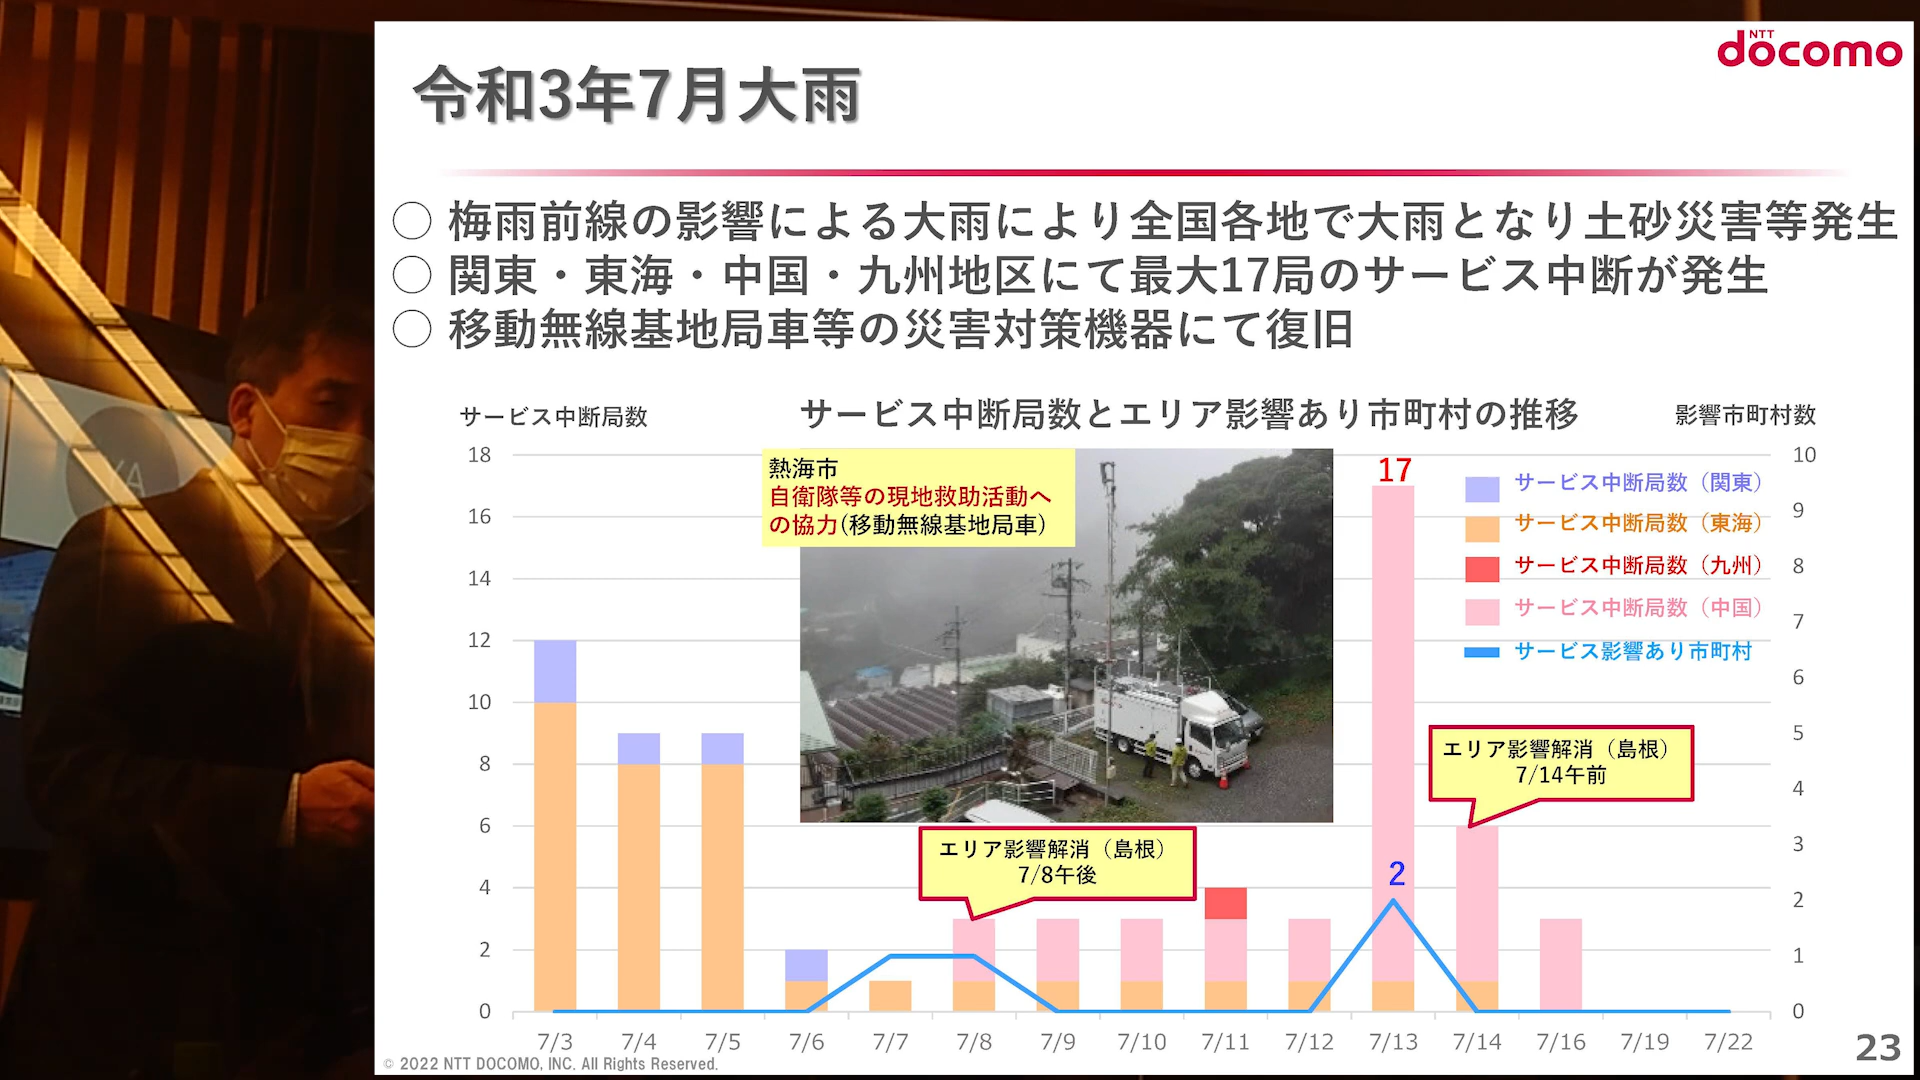 NTT
döcomo
令和3年7月大雨
○ 梅雨前線の影響による大雨により全国各地で大雨となり土砂災害等発生
○ 関東・東海・中国・九州地区にて最大17局のサービス中断が発生
○ 移動無線基地局車等の災害対策機器にて復旧
サービス中断局数
サービス中断局数とエリア影響あり市町村の推移
影響市町村数
18
16
14
12
10
8
6
4
2
0
熱海市
自衛隊等の現地救助活動へ
の協力(移動無線基地局車)
17
2
サービス中断局数（関東）
サービス中断局数（東海）
サービス中断局数（九州）
サービス中断局数（中国）
サービス影響あり市町村
エリア影響解消（島根）
7/8午後
エリア影響解消（島根）
7/14午前
10
9
8
7
6
5
4
3
2
1
0
7/3 7/4 7/5 7/6 7/7 7/8 7/9 7/10 7/11 7/12 7/13 7/14 7/16 7/19 7/22
© 2022 NTT DOCOMO, INC. All Rights Reserved.
23